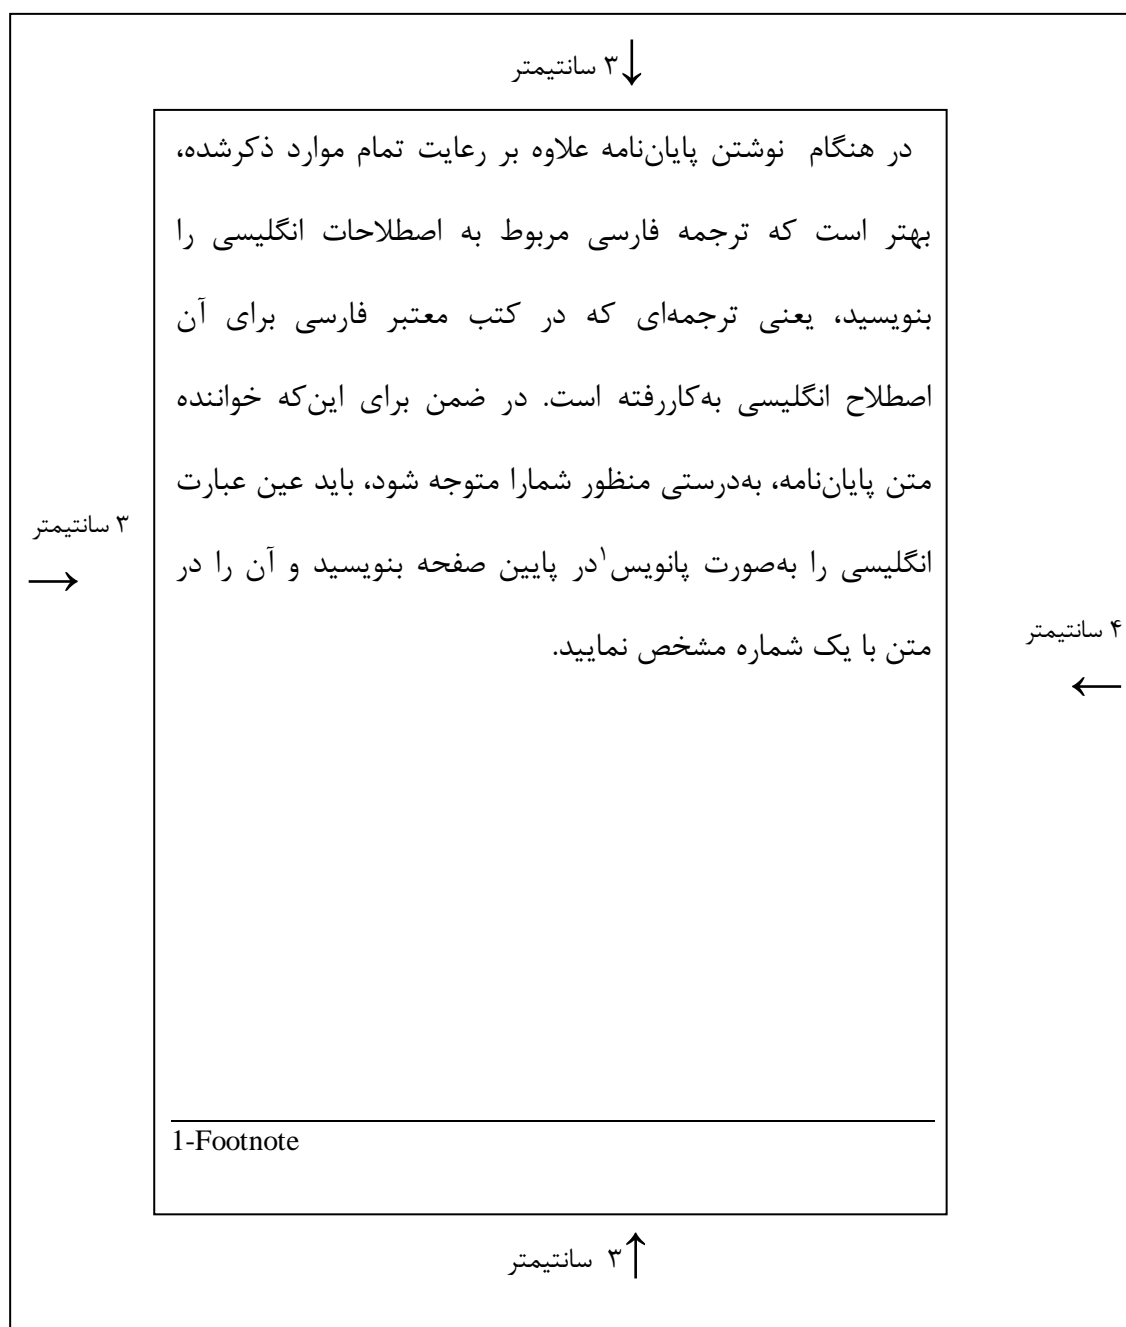 ۳ سانتیمتر
در هنگام  نوشتن پایان‌نامه علاوه بر رعایت تمام موارد ذکرشده،
بهتر است که ترجمه فارسی مربوط به اصطلاحات انگلیسی را
بنویسید، یعنی ترجمه‌ای که در کتب معتبر فارسی برای آن
اصطلاح انگلیسی به‌کاررفته است. در ضمن برای این‌که خواننده
متن پایان‌نامه، به‌درستی منظور شمارا متوجه شود، باید عین عبارت
۳ سانتیمتر
انگلیسی را به‌صورت پانویس¹در پایین صفحه بنویسید و آن را در
۴ سانتیمتر
متن با یک شماره مشخص نمایید.
1-Footnote
۳ سانتیمتر